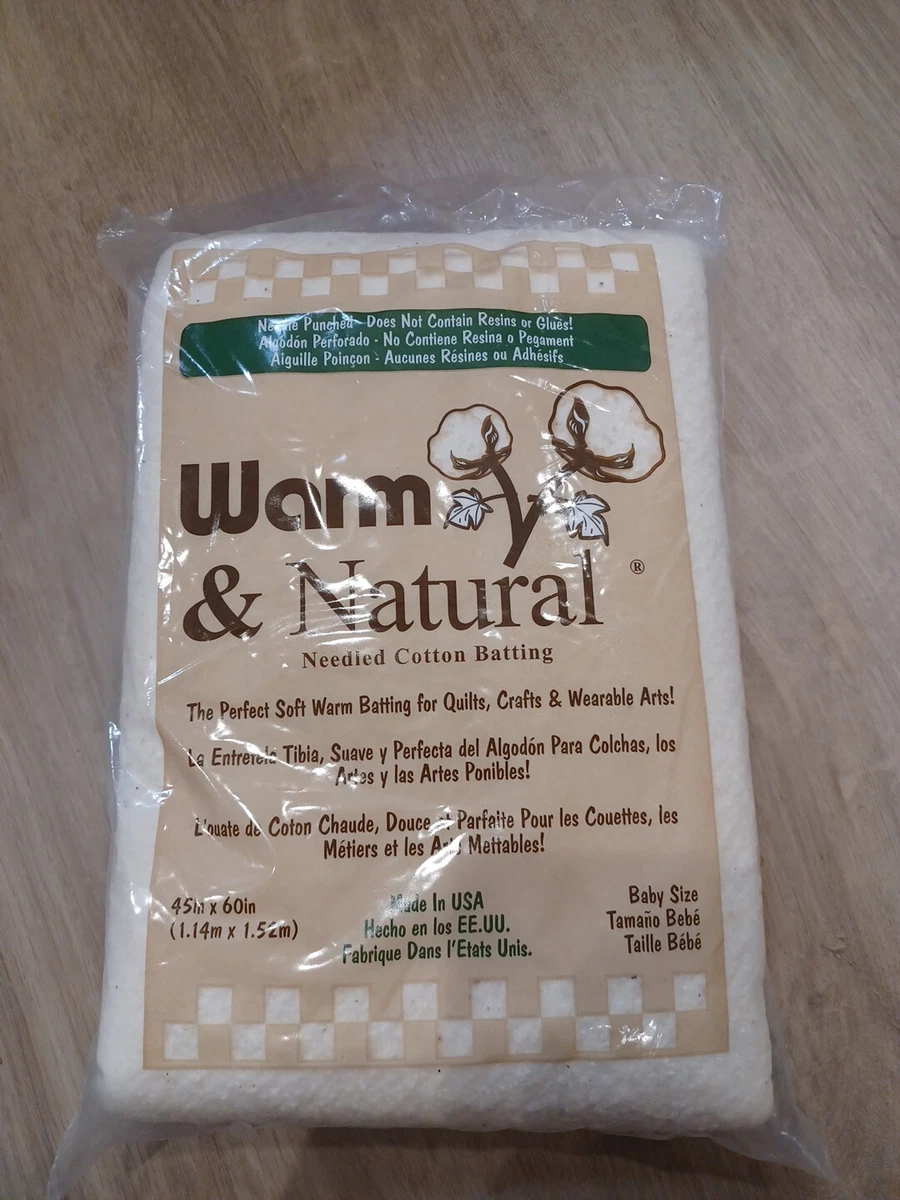 Needle Punched - Does Not Contain Resins or Glues!
Algodón Perforado - No Contiene Resina o Pegament
Aiguille Poinçon - Aucunes Résines ou Adhésifs
Warm
& Natural ®
Needled Cotton Batting
The Perfect Soft Warm Batting for Quilts, Crafts & Wearable Arts!
La Entretela Tibia, Suave y Perfecta del Algodón Para Colchas, los
Artes y las Artes Ponibles!
L'ouate de Coton Chaude, Douce et Parfaite Pour les Couettes, les
Métiers et les Arts Mettables!
45in x 60in
(1.14m x 1.52m)
Made In USA
Hecho en los EE.UU.
Fabrique Dans l'Etats Unis.
Baby Size
Tamaño Bebé
Taille Bébé